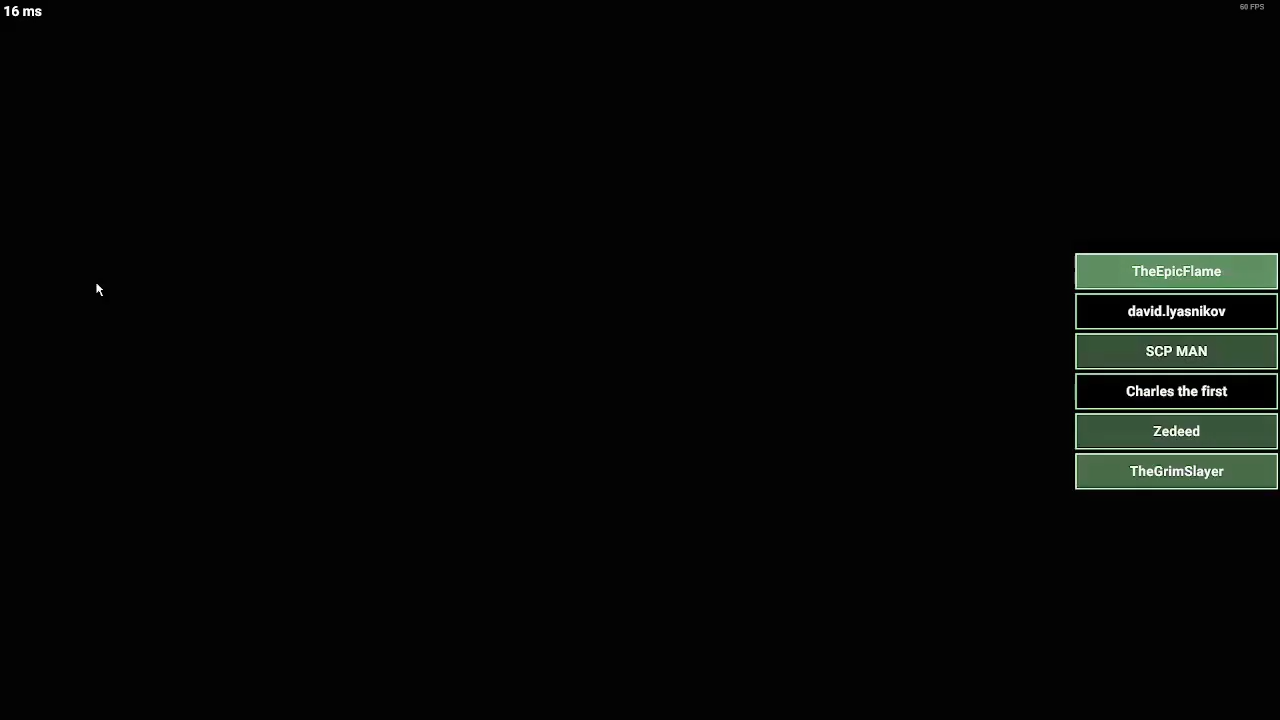 16 ms
60 FPS
TheEpicFlame
david.lyasnikov
SCP MAN
Charles the first
Zedeed
TheGrimSlayer